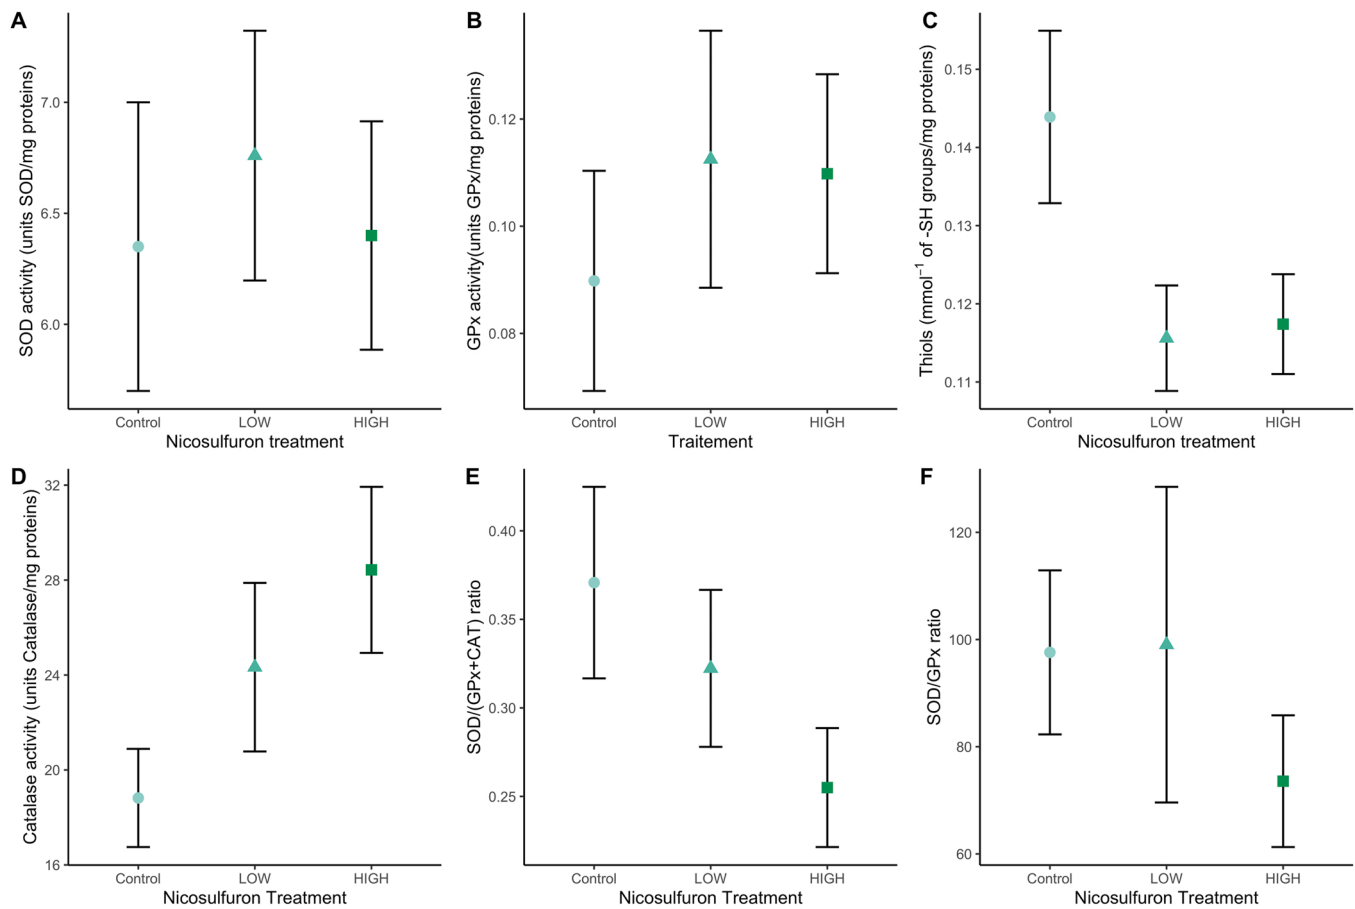 A
SOD activity (units SOD/mg proteins)
7.0
6.5
6.0
Control
LOW
HIGH
Nicosulfuron treatment
B
GPx activity(units GPx/mg proteins)
0.12
0.10
0.08
Control
LOW
HIGH
Traitement
C
Thiols (mmol⁻¹ of -SH groups/mg proteins)
0.15
0.14
0.13
0.12
0.11
Control
LOW
HIGH
Nicosulfuron treatment
D
Catalase activity (units Catalase/mg proteins)
32
28
24
20
16
Control
LOW
HIGH
Nicosulfuron Treatment
E
SOD/(GPx+CAT) ratio
0.40
0.35
0.30
0.25
Control
LOW
HIGH
Nicosulfuron Treatment
F
SOD/GPx ratio
120
100
80
60
Control
LOW
HIGH
Nicosulfuron Treatment